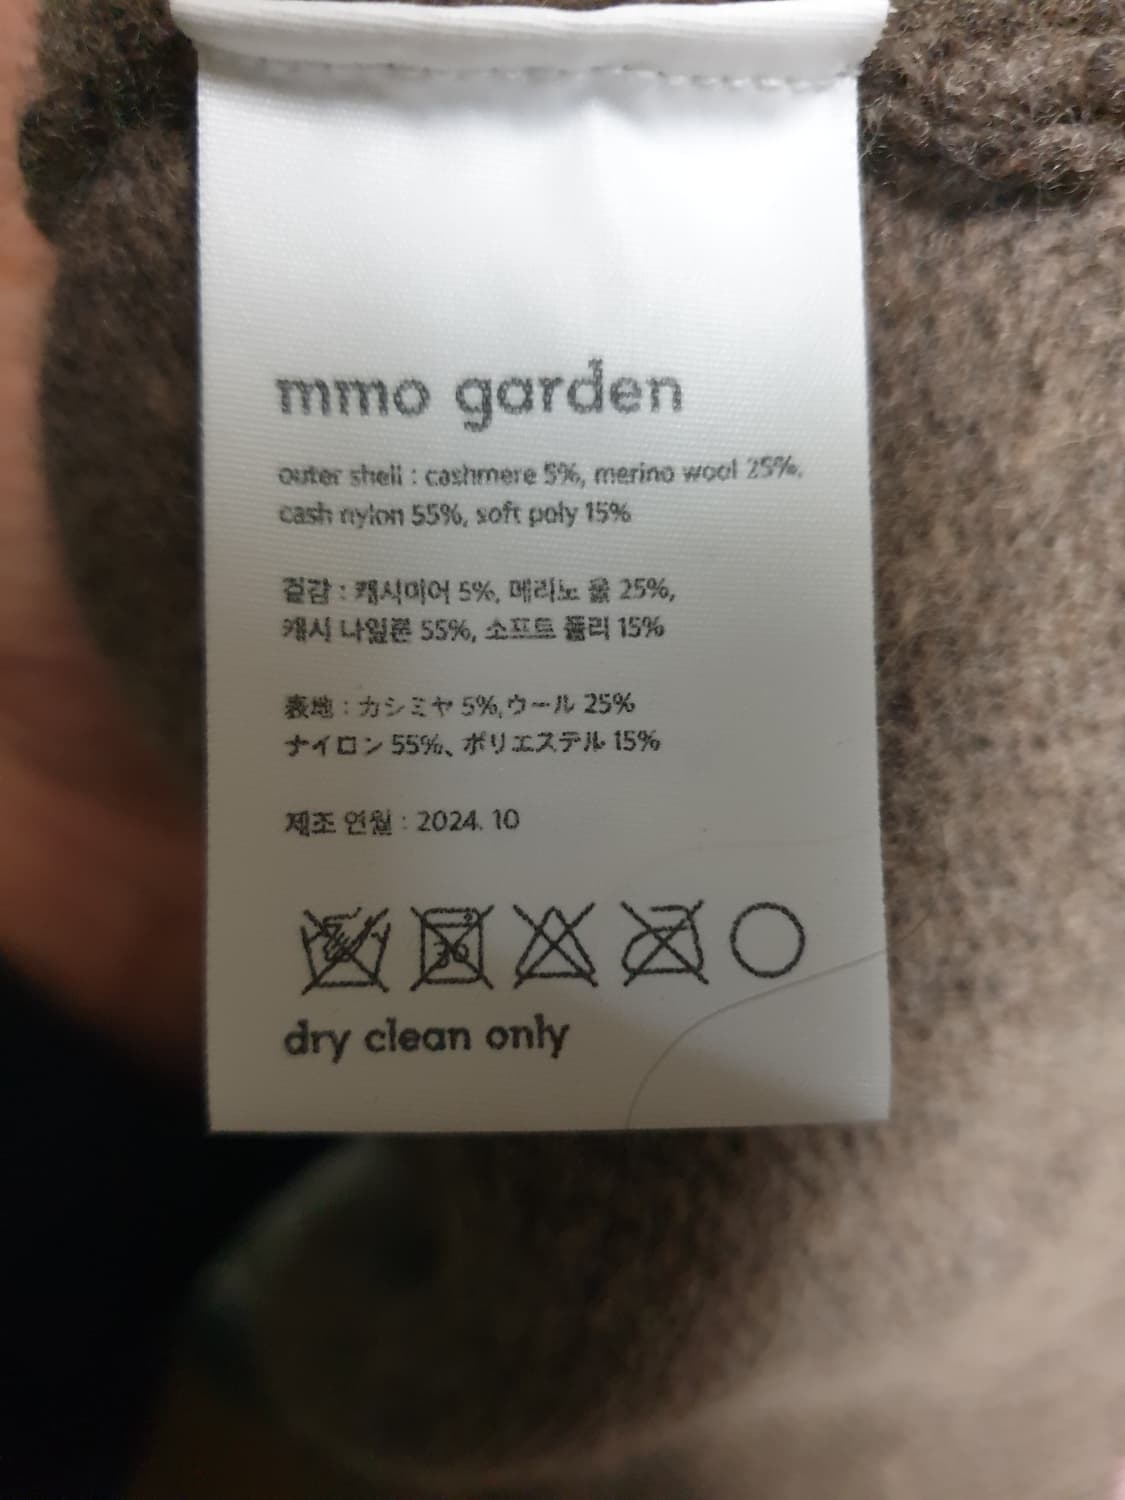 mmo garden
outer shell : cashmere 5%, merino wool 25%,
cash nylon 55%, soft poly 15%
겉감 : 캐시미어 5%, 메리노 울 25%,
캐시 나일론 55%, 소프트 폴리 15%
表地 : カシミヤ 5%,ウール 25%
ナイロン 55%、ポリエステル 15%
제조 연월 : 2024. 10
30
dry clean only